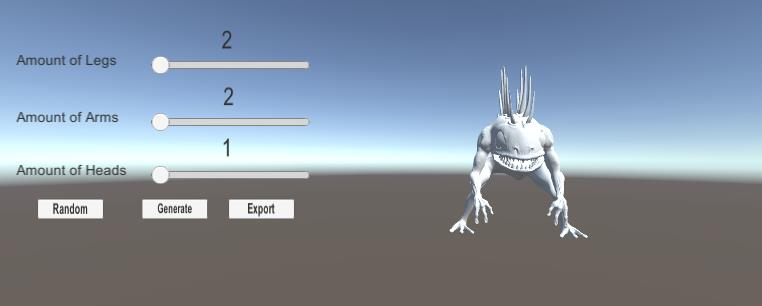 2
Amount of Legs
2
Amount of Arms
1
Amount of Heads
Random Generate Export